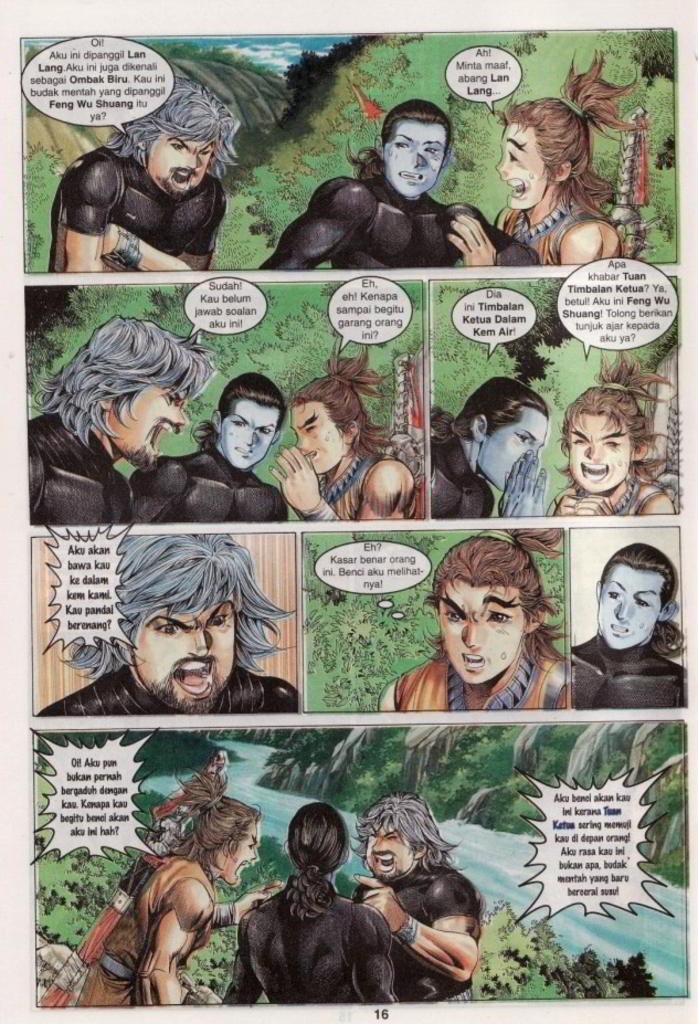 Oi!
Aku ini dipanggil Lan
Lang.Aku ini juga dikenali
sebagai Ombak Biru. Kau ini
budak mentah yang dipanggil
Feng Wu Shuang itu
ya?
Ah!
Minta maaf,
abang Lan
Lang...
Sudah!
Kau belum
jawab soalan
aku ini!
Eh,
eh! Kenapa
sampai begitu
garang orang
ini?
Dia
ini Timbalan
Ketua Dalam
Kem Air!
Apa
khabar Tuan
Timbalan Ketua? Ya,
betul! Aku ini Feng Wu
Shuang! Tolong berikan
tunjuk ajar kepada
aku ya?
Aku akan
bawa kau
ke dalam
kem kami.
Kau pandai
berenang?
Eh?
Kasar benar orang
ini. Benci aku melihat-
nya!
Oi! Aku pun
bukan pernah
bergaduh dengan
kau. Kenapa kau
begitu benci akan
aku ini hah?
Aku benci akan kau
ini kerana Tuan
Ketua sering memuji
kau di depan orang!
Aku rasa kau ini
bukan apa, budak
mentah yang baru
bercerai susu!
16